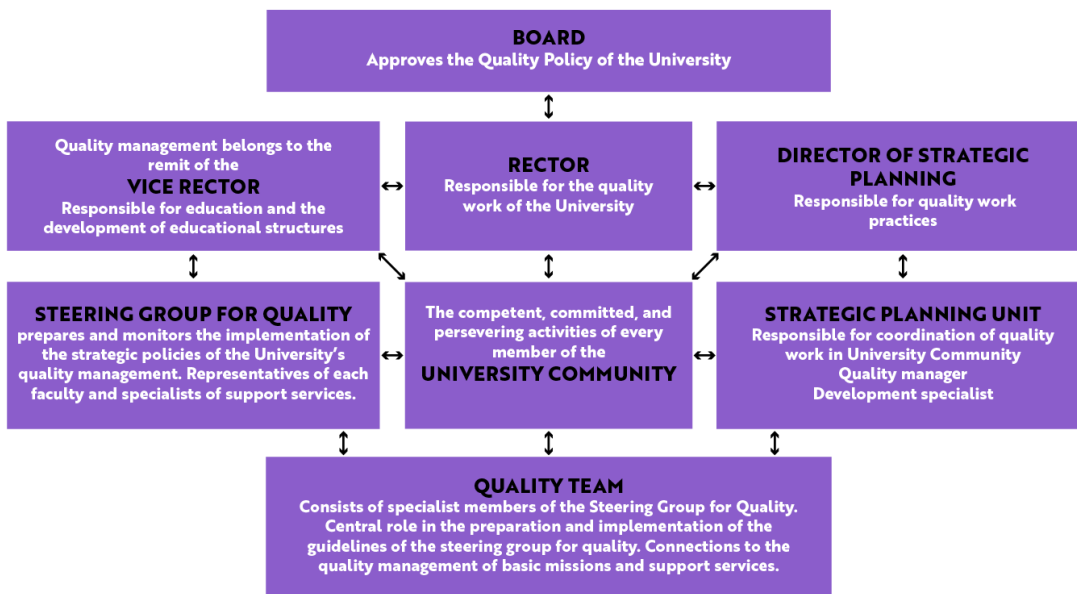 BOARD
Approves the Quality Policy of the University
Quality management belongs to the
remit of the
VICE RECTOR
Responsible for education and the
development of educational structures
RECTOR
Responsible for the quality
work of the University
DIRECTOR OF STRATEGIC
PLANNING
Responsible for quality work
practices
STEERING GROUP FOR QUALITY
prepares and monitors the implementation of
the strategic policies of the University’s
quality management. Representatives of each
faculty and specialists of support services.
The competent, committed, and
persevering activities of every
member of the
UNIVERSITY COMMUNITY
STRATEGIC PLANNING UNIT
Responsible for coordination of quality
work in University Community
Quality manager
Development specialist
QUALITY TEAM
Consists of specialist members of the Steering Group for Quality.
Central role in the preparation and implementation of the
guidelines of the steering group for quality. Connections to the
quality management of basic missions and support services.